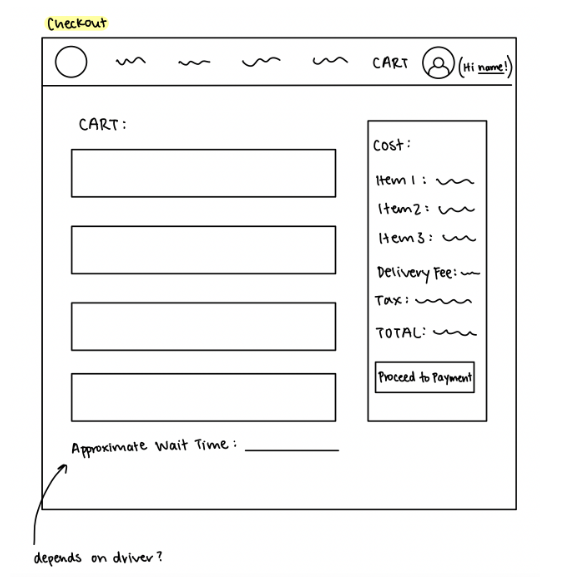 Checkout
CART (Hi name!)
CART:
Cost:
Item 1:
Item 2:
Item 3:
Delivery Fee:
Tax:
TOTAL:
Proceed to Payment
Approximate Wait Time:
depends on driver?